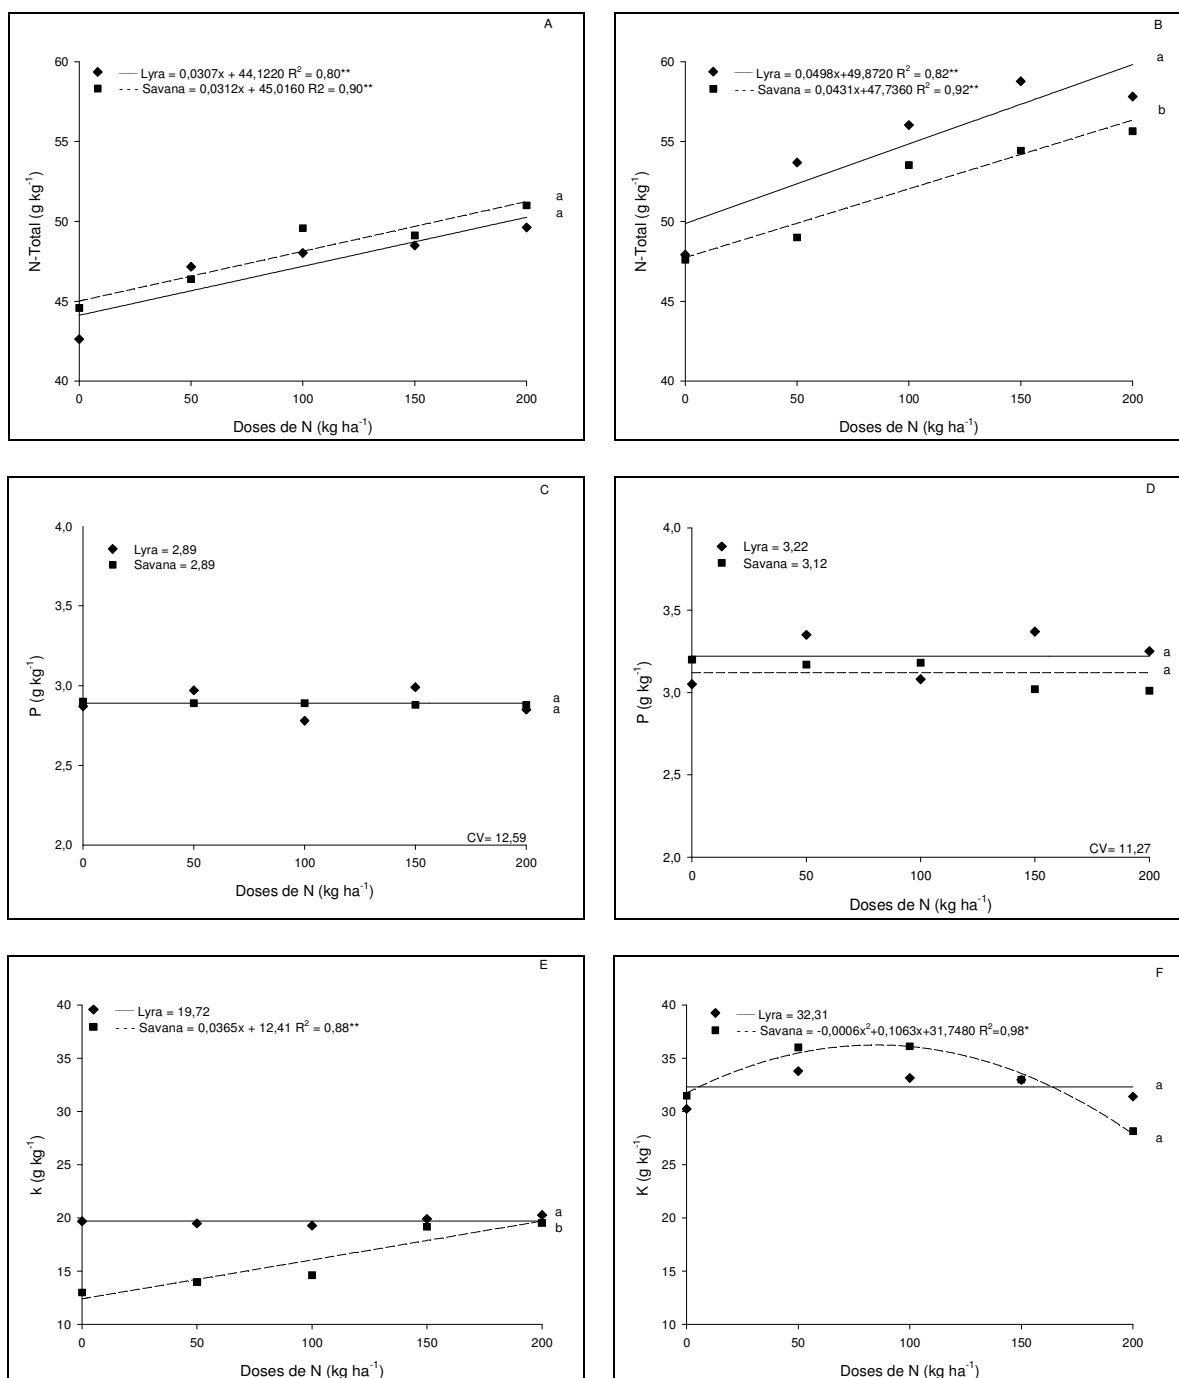 A
Lyra = 0,0307x + 44,1220 R² = 0,80**
Savana = 0,0312x + 45,0160 R2 = 0,90**
N-Total (g kg⁻¹)
60
55
50
45
40
a
a
0 50 100 150 200
Doses de N (kg ha⁻¹)
B
Lyra = 0,0498x+49,8720 R² = 0,82**
Savana = 0,0431x+47,7360 R² = 0,92**
N-Total (g kg⁻¹)
60
55
50
45
40
a
b
0 50 100 150 200
Doses de N (kg ha⁻¹)
C
Lyra = 2,89
Savana = 2,89
P (g kg⁻¹)
4,0
3,5
3,0
2,5
2,0
a
a
CV= 12,59
0 50 100 150 200
Doses de N (kg ha⁻¹)
D
Lyra = 3,22
Savana = 3,12
P (g kg⁻¹)
4,0
3,5
3,0
2,5
2,0
a
a
CV= 11,27
0 50 100 150 200
Doses de N (kg ha⁻¹)
E
Lyra = 19,72
Savana = 0,0365x + 12,41 R² = 0,88**
k (g kg⁻¹)
40
35
30
25
20
15
10
a
b
0 50 100 150 200
Doses de N (kg ha⁻¹)
F
Lyra = 32,31
Savana = -0,0006x²+0,1063x+31,7480 R²=0,98*
K (g kg⁻¹)
40
35
30
25
20
15
10
a
a
0 50 100 150 200
Doses de N (kg ha⁻¹)